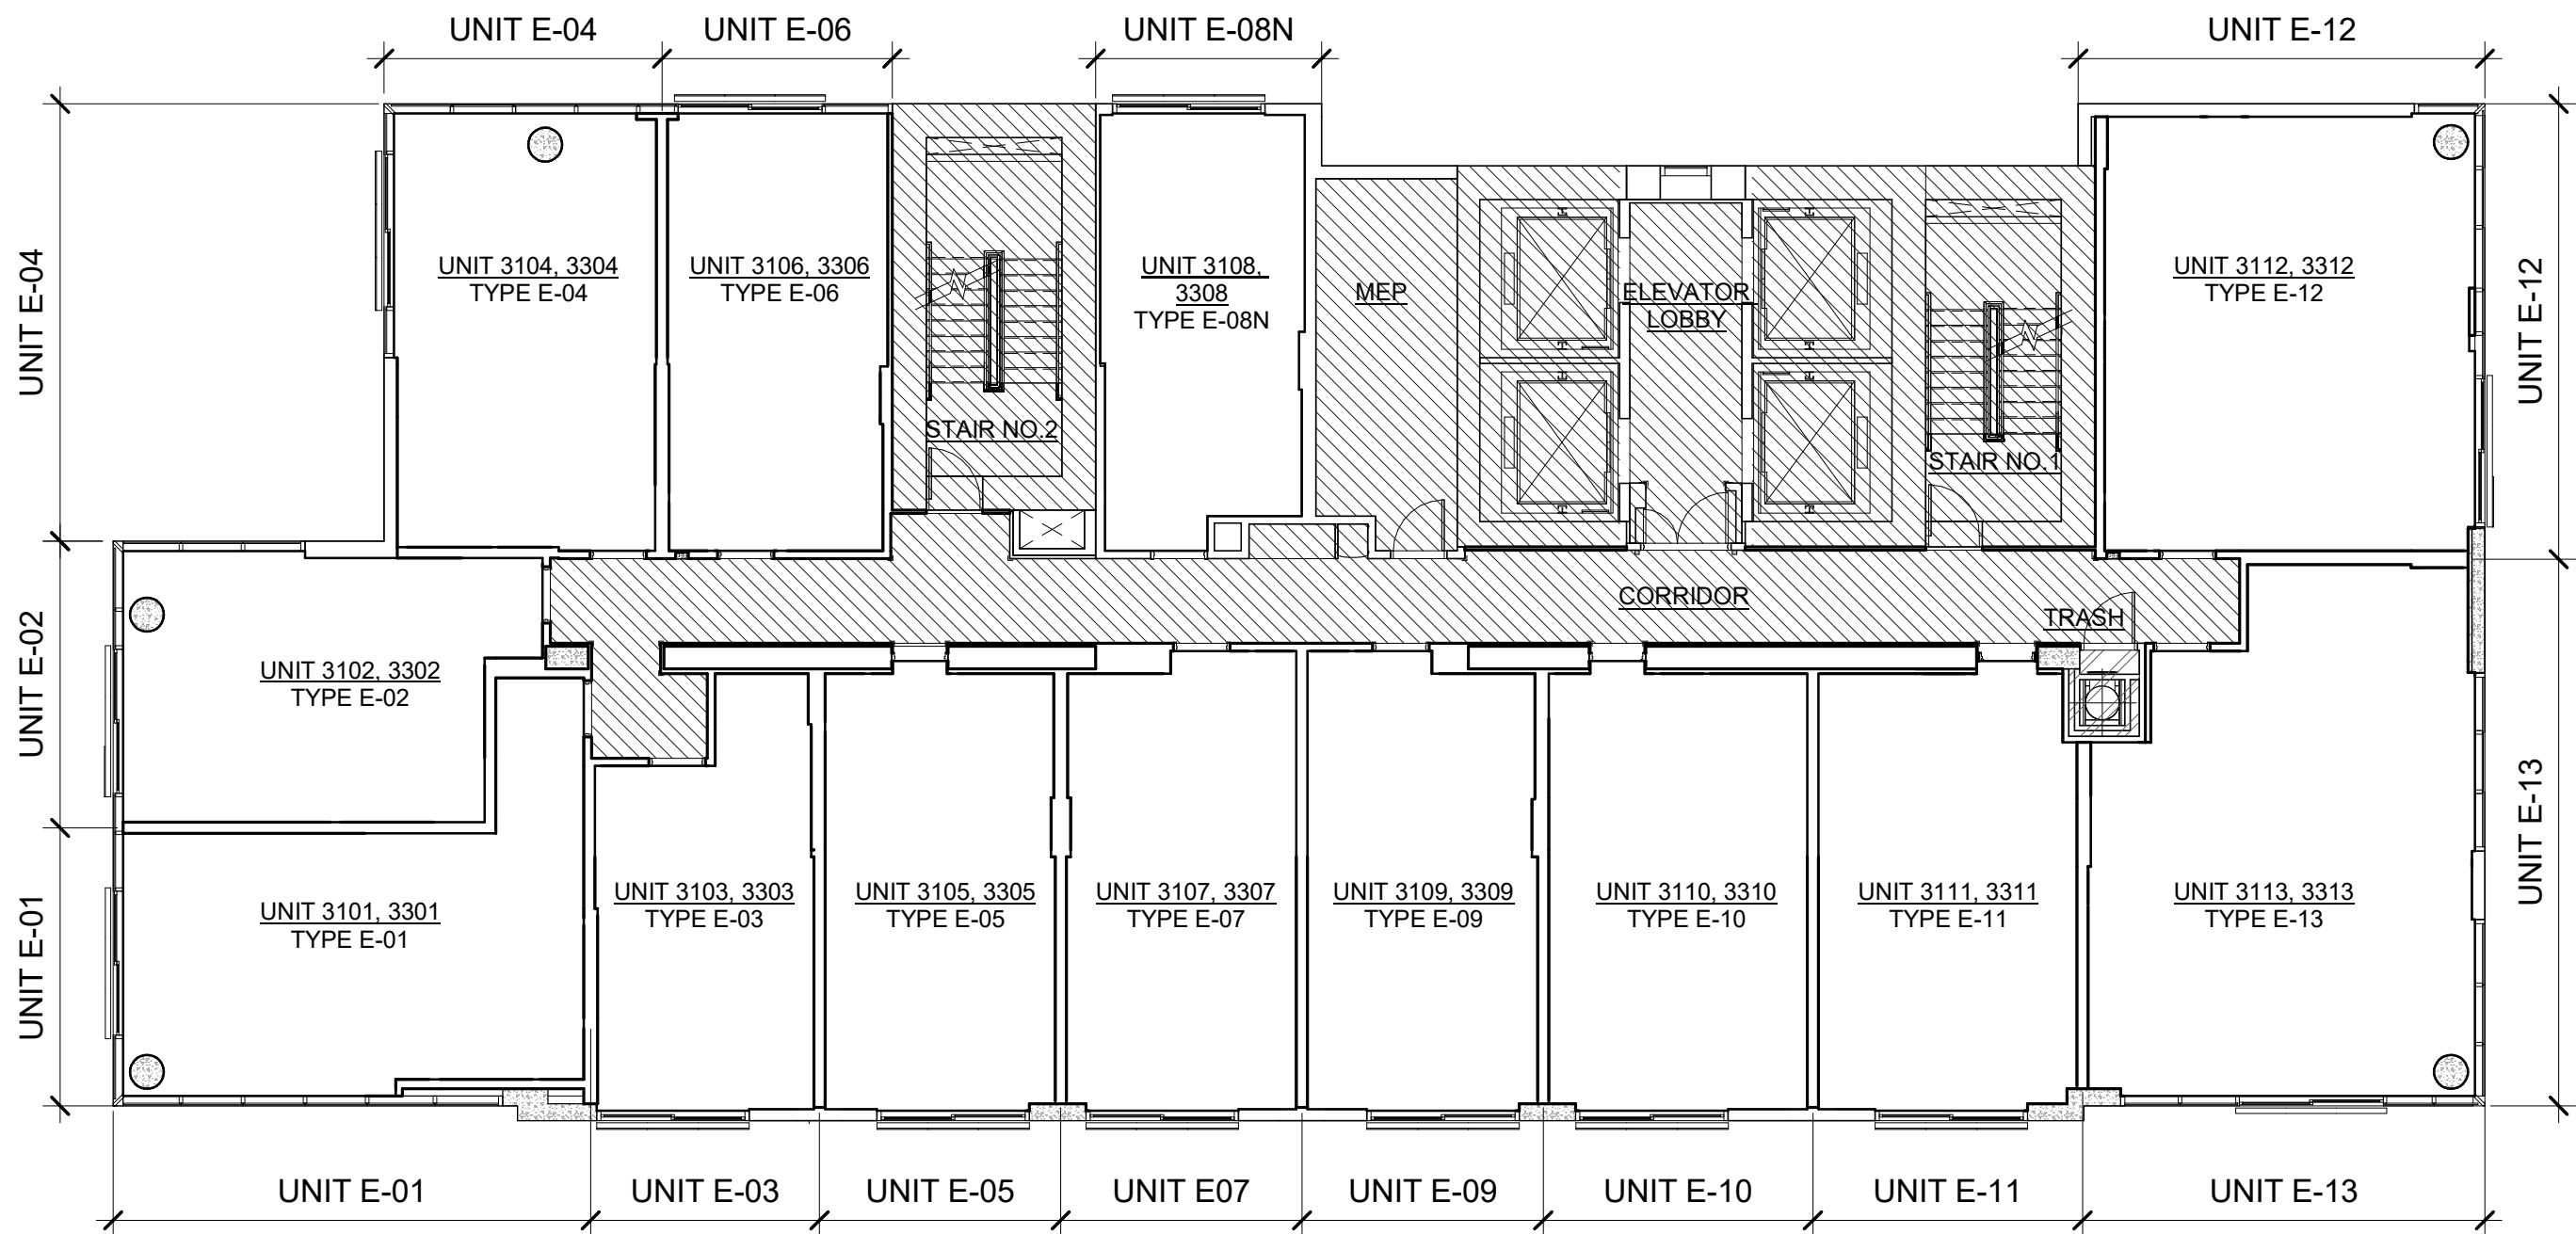 UNIT E-04
UNIT E-06
UNIT E-08N
UNIT E-12
UNIT E-04
UNIT 3104, 3304
TYPE E-04
UNIT 3106, 3306
TYPE E-06
UNIT 3108,
3308
TYPE E-08N
MEP
ELEVATOR
LOBBY
UNIT 3112, 3312
TYPE E-12
UNIT E-12
STAIR NO.2
STAIR NO.1
CORRIDOR
TRASH
UNIT E-02
UNIT 3102, 3302
TYPE E-02
UNIT E-01
UNIT 3101, 3301
TYPE E-01
UNIT 3103, 3303
TYPE E-03
UNIT 3105, 3305
TYPE E-05
UNIT 3107, 3307
TYPE E-07
UNIT 3109, 3309
TYPE E-09
UNIT 3110, 3310
TYPE E-10
UNIT 3111, 3311
TYPE E-11
UNIT 3113, 3313
TYPE E-13
UNIT E-13
UNIT E-01
UNIT E-03
UNIT E-05
UNIT E07
UNIT E-09
UNIT E-10
UNIT E-11
UNIT E-13